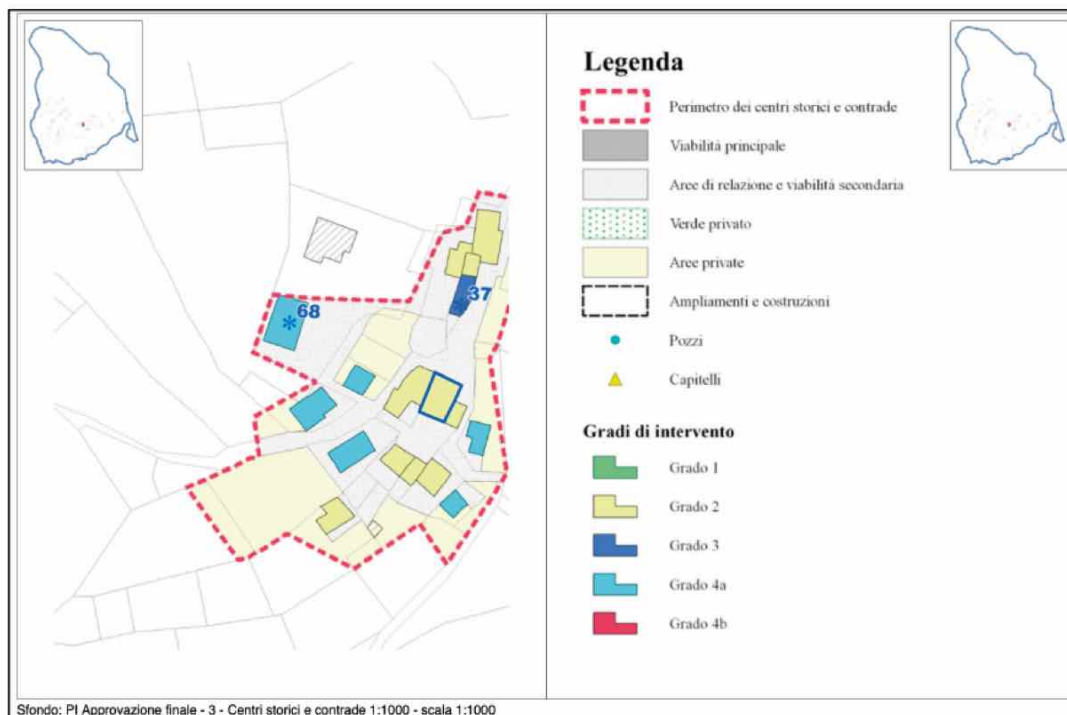 37
68
Legenda
Perimetro dei centri storici e contrade
Viabilità principale
Aree di relazione e viabilità secondaria
Verde privato
Aree private
Ampliamenti e costruzioni
Pozzi
Capitelli
Gradi di intervento
Grado 1
Grado 2
Grado 3
Grado 4a
Grado 4b
Sfondo: PI Approvazione finale - 3 - Centri storici e contrade 1:1000 - scala 1:1000